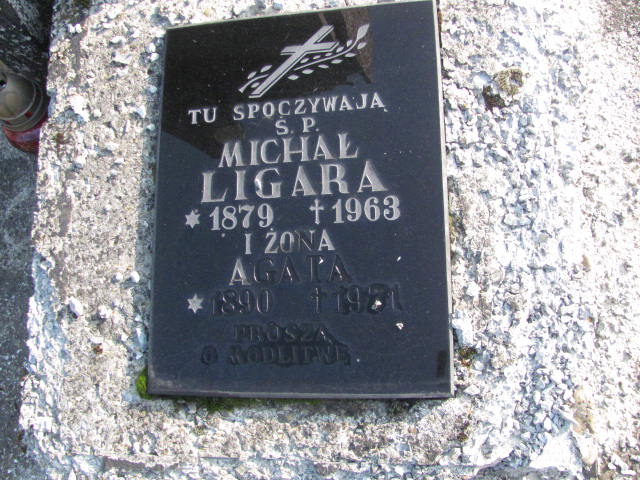 TU SPOCZYWAJĄ
Ś. P.
MICHAŁ
LIGARA
* 1879 † 1963
I ŻONA
AGATA
* 1890 †
PROSZĄ
O MODLITWĘ